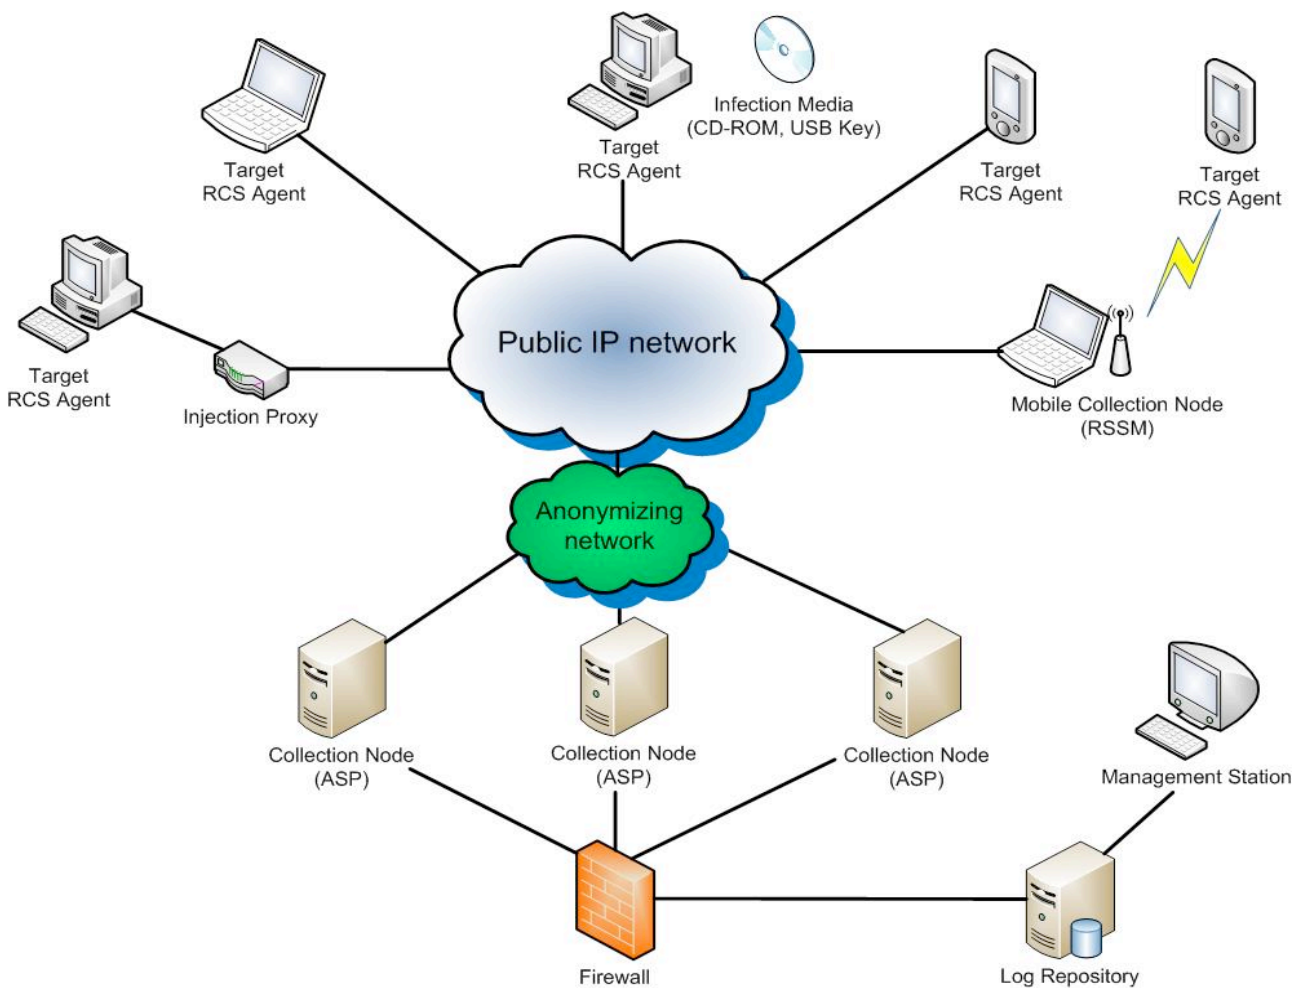 Infection Media
(CD-ROM, USB Key)
Target
RCS Agent
Target
RCS Agent
Target
RCS Agent
Target
RCS Agent
Target
RCS Agent
Injection Proxy
Public IP network
Mobile Collection Node
(RSSM)
Anonymizing
network
Collection Node
(ASP)
Collection Node
(ASP)
Collection Node
(ASP)
Management Station
Firewall
Log Repository